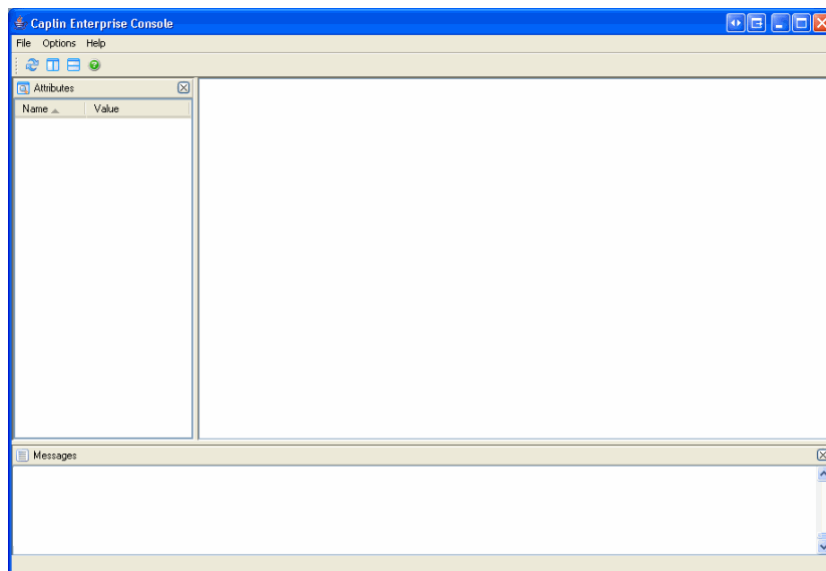 Caplin Enterprise Console
File Options Help
Attributes
Name Value
Messages